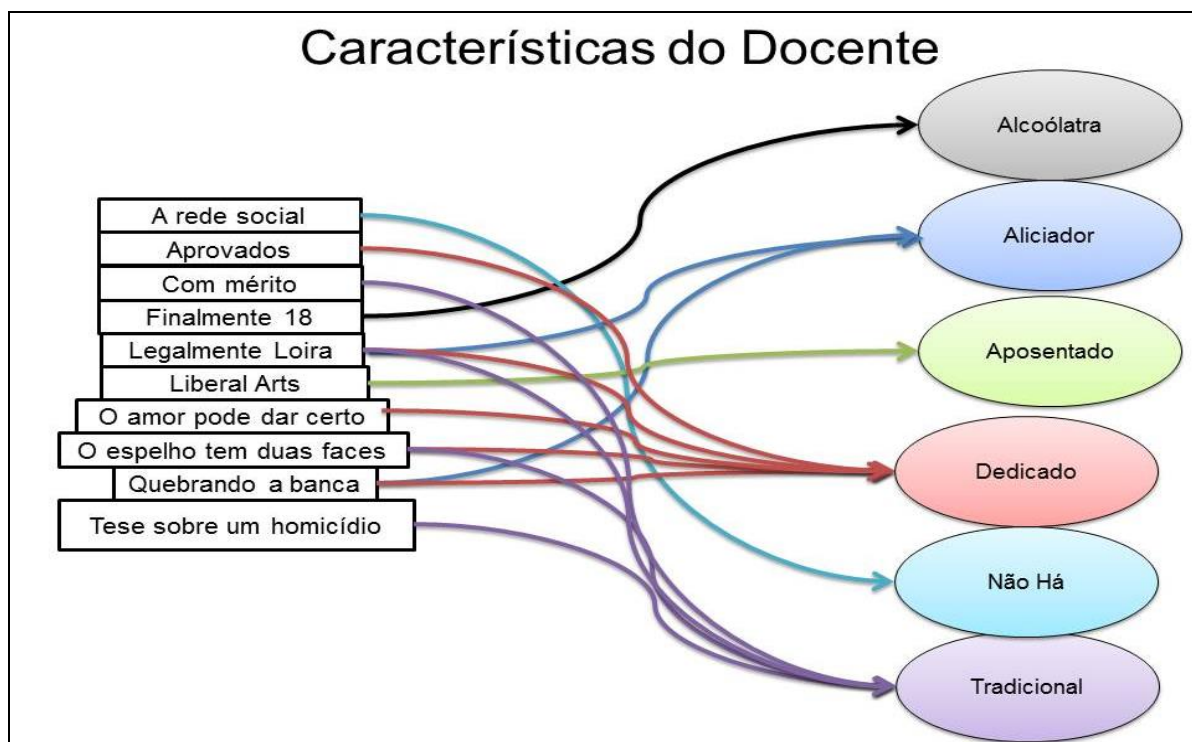 Características do Docente
A rede social
Aprovados
Com mérito
Finalmente 18
Legalmente Loira
Liberal Arts
O amor pode dar certo
O espelho tem duas faces
Quebrando a banca
Tese sobre um homicídio
Alcoólatra
Aliciador
Aposentado
Dedicado
Não Há
Tradicional